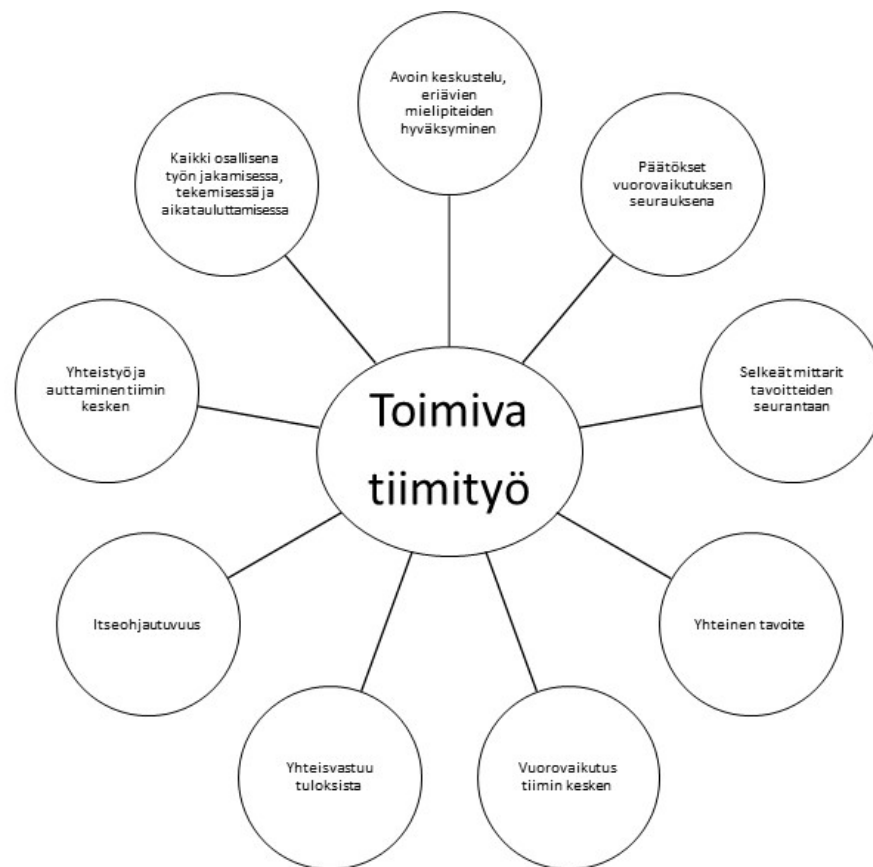 Avoin keskustelu,
eriävien
mielipiteiden
hyväksyminen
Päätökset
vuorovaikutuksen
seurauksena
Selkeät mittarit
tavoitteiden
seurantaan
Yhteinen tavoite
Vuorovaikutus
tiimin kesken
Yhteisvastuu
tuloksista
Itseohjautuvuus
Yhteistyö ja
auttaminen tiimin
kesken
Kaikki osallisena
työn jakamisessa,
tekemisessä ja
aikatauluttamisessa
Toimiva
tiimityö